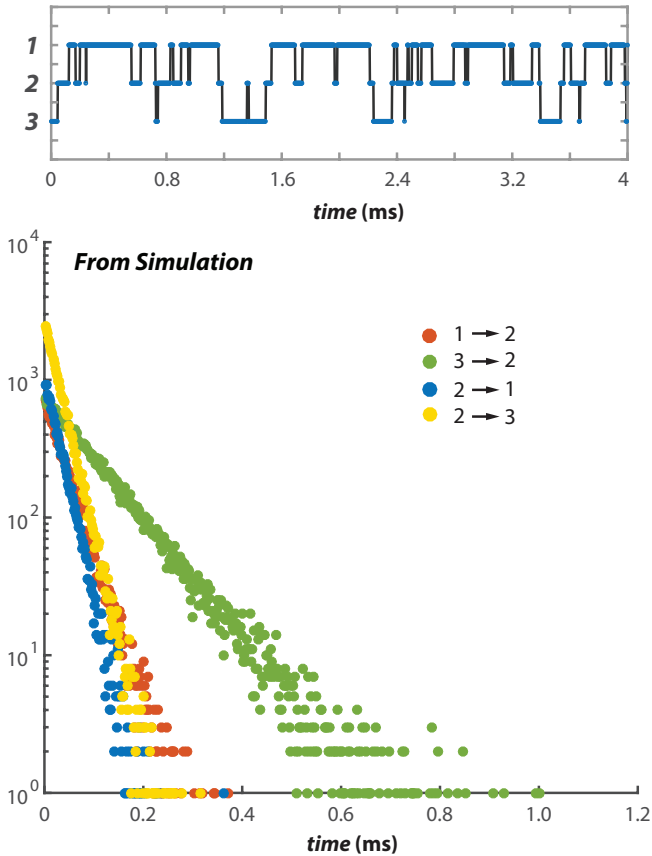 1
2
3
0 0.8 1.6 2.4 3.2 4
time (ms)
10^4
From Simulation
1 → 2
3 → 2
2 → 1
2 → 3
10^3
10^2
10^1
10^0
0 0.2 0.4 0.6 0.8 1.0 1.2
time (ms)